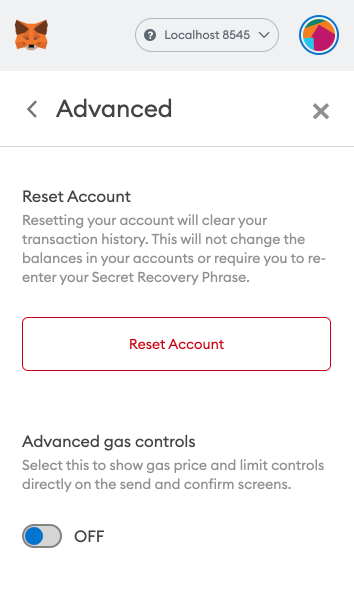 Localhost 8545
Advanced
Reset Account
Resetting your account will clear your
transaction history. This will not change the
balances in your accounts or require you to re-
enter your Secret Recovery Phrase.
Reset Account
Advanced gas controls
Select this to show gas price and limit controls
directly on the send and confirm screens.
OFF